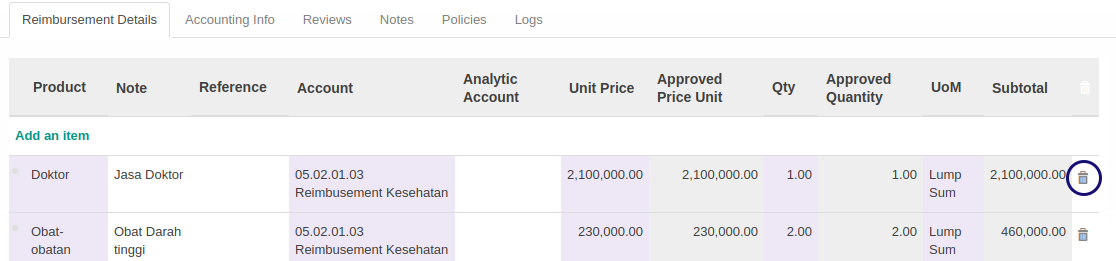 Reimbursement Details Accounting Info Reviews Notes Policies Logs
Product Note Reference Account Analytic Account Unit Price Approved Price Unit Qty Approved Quantity UoM Subtotal
Add an item
Doktor Jasa Doktor 05.02.01.03 2,100,000.00 2,100,000.00 1.00 1.00 Lump 2,100,000.00
Reimbusement Kesehatan Sum
Obat- Obat Darah 05.02.01.03 230,000.00 230,000.00 2.00 2.00 Lump 460,000.00
obatan tinggi Reimbusement Kesehatan Sum